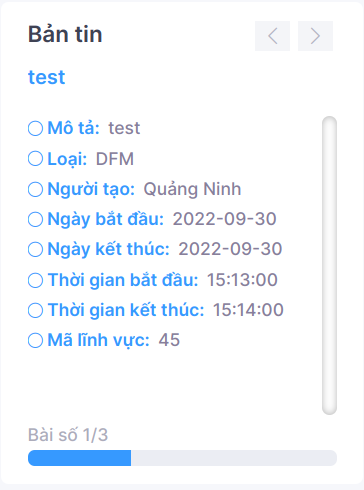 Bản tin
test
Mô tả: test
Loại: DFM
Người tạo: Quảng Ninh
Ngày bắt đầu: 2022-09-30
Ngày kết thúc: 2022-09-30
Thời gian bắt đầu: 15:13:00
Thời gian kết thúc: 15:14:00
Mã lĩnh vực: 45
Bài số 1/3